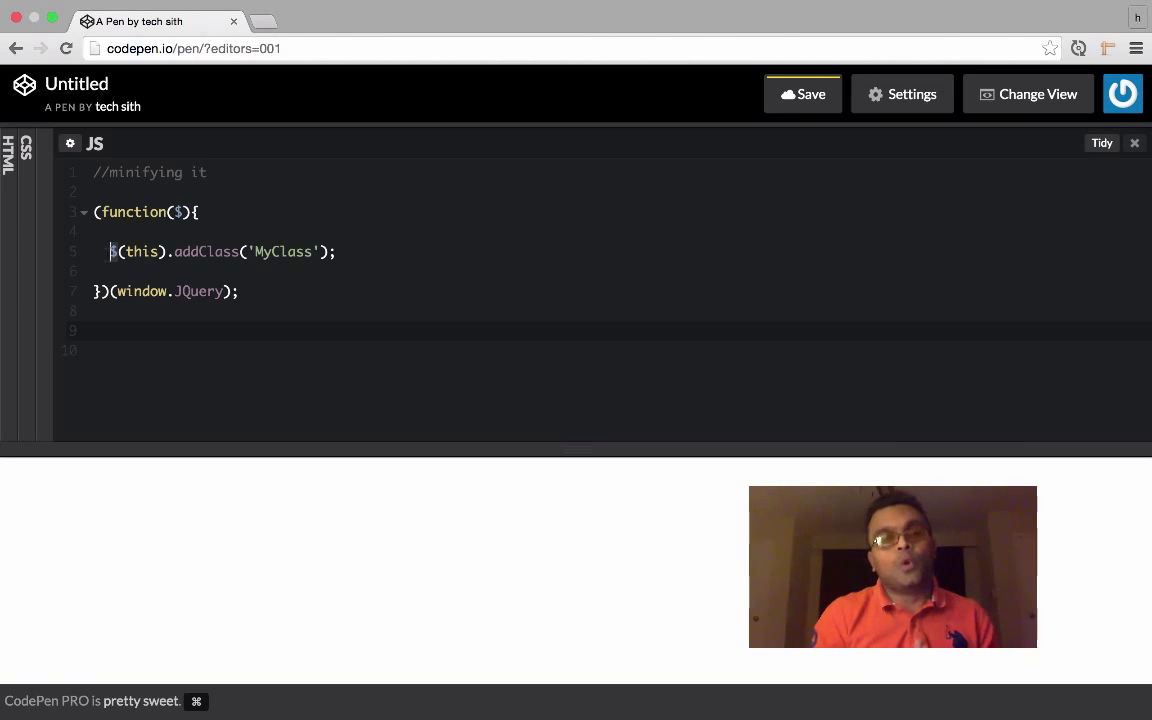 A Pen by tech sith
h
codepen.io/pen/?editors=001
Untitled
A PEN BY tech sith
Save
Settings
Change View
HTML
CSS
JS
Tidy
1 //minifying it
2
3 (function($){
4
5 $(this).addClass('MyClass');
6
7 })(window.JQuery);
8
9
10
CodePen PRO is pretty sweet. ⌘